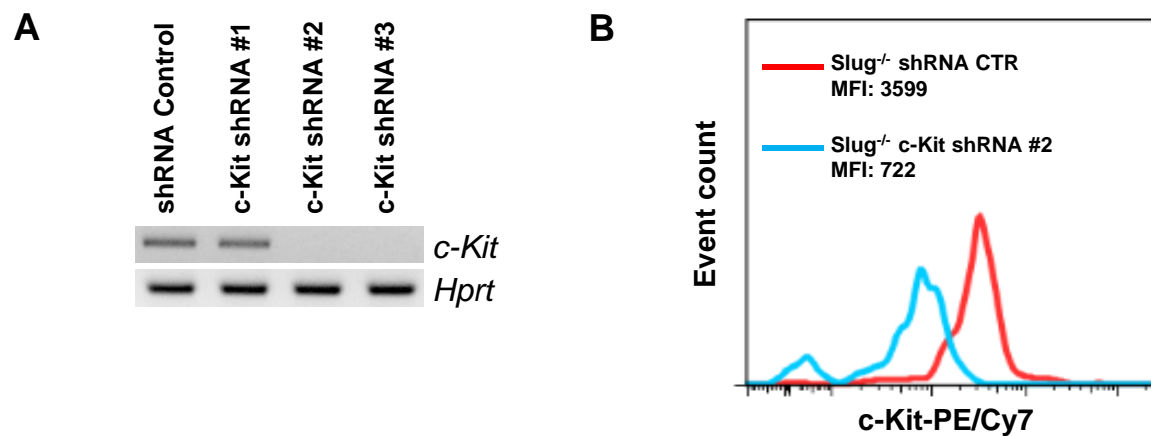 A
shRNA Control
c-Kit shRNA #1
c-Kit shRNA #2
c-Kit shRNA #3
c-Kit
Hprt
B
Slug-/- shRNA CTR
MFI: 3599
Slug-/- c-Kit shRNA #2
MFI: 722
Event count
c-Kit-PE/Cy7